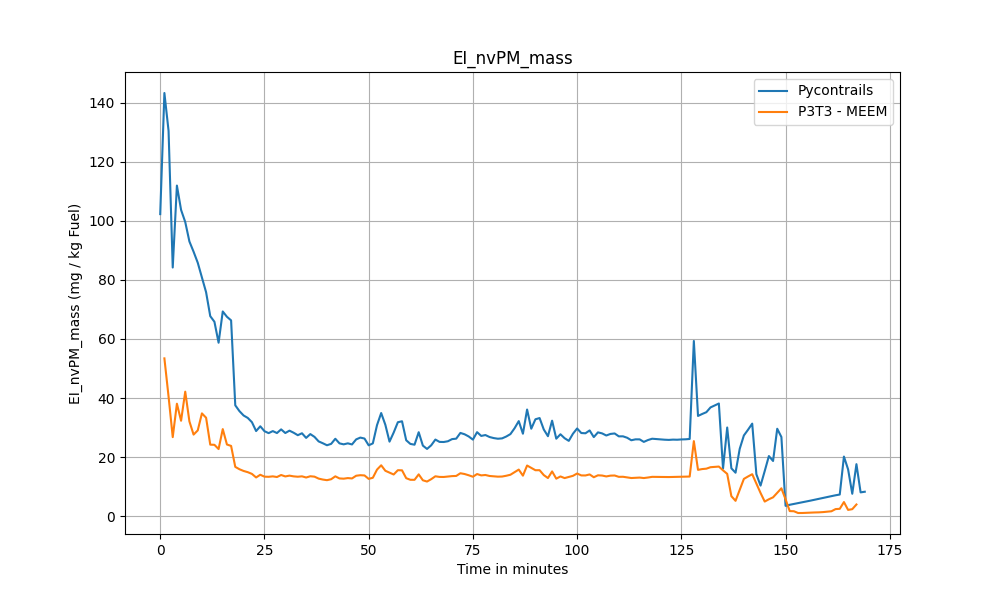 EI_nvPM_mass
Pycontrails
P3T3 - MEEM
EI_nvPM_mass (mg / kg Fuel)
140
120
100
80
60
40
20
0
0 25 50 75 100 125 150 175
Time in minutes